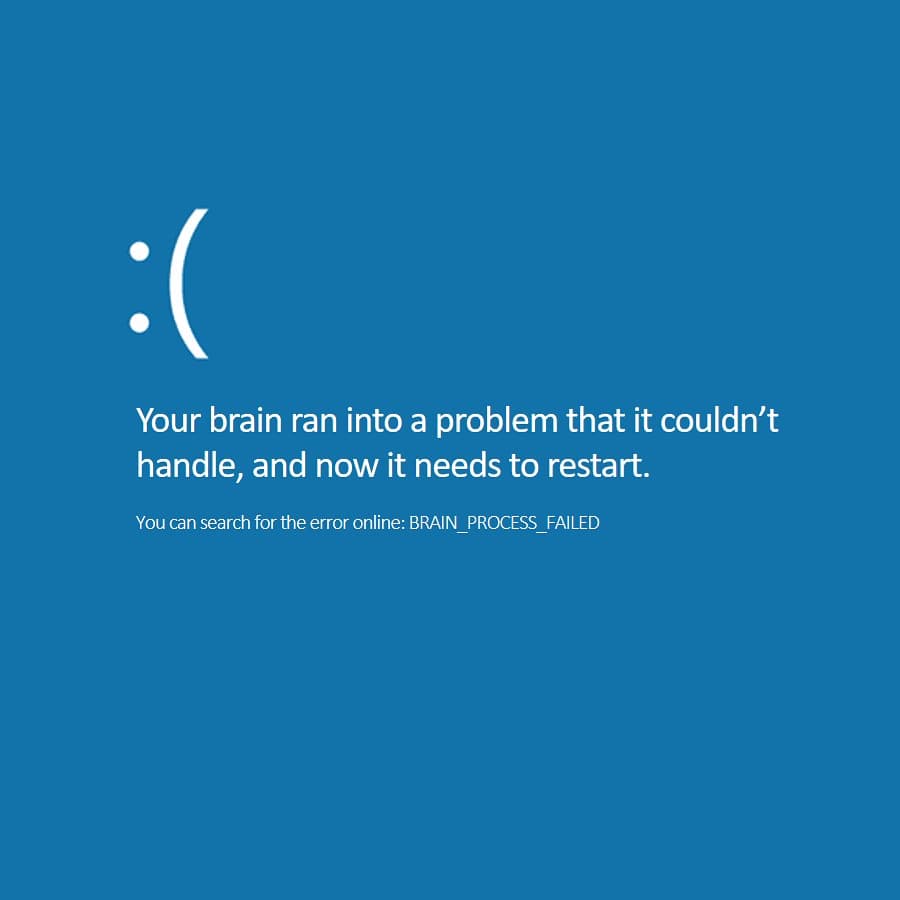 :(
Your brain ran into a problem that it couldn’t
handle, and now it needs to restart.
You can search for the error online: BRAIN_PROCESS_FAILED